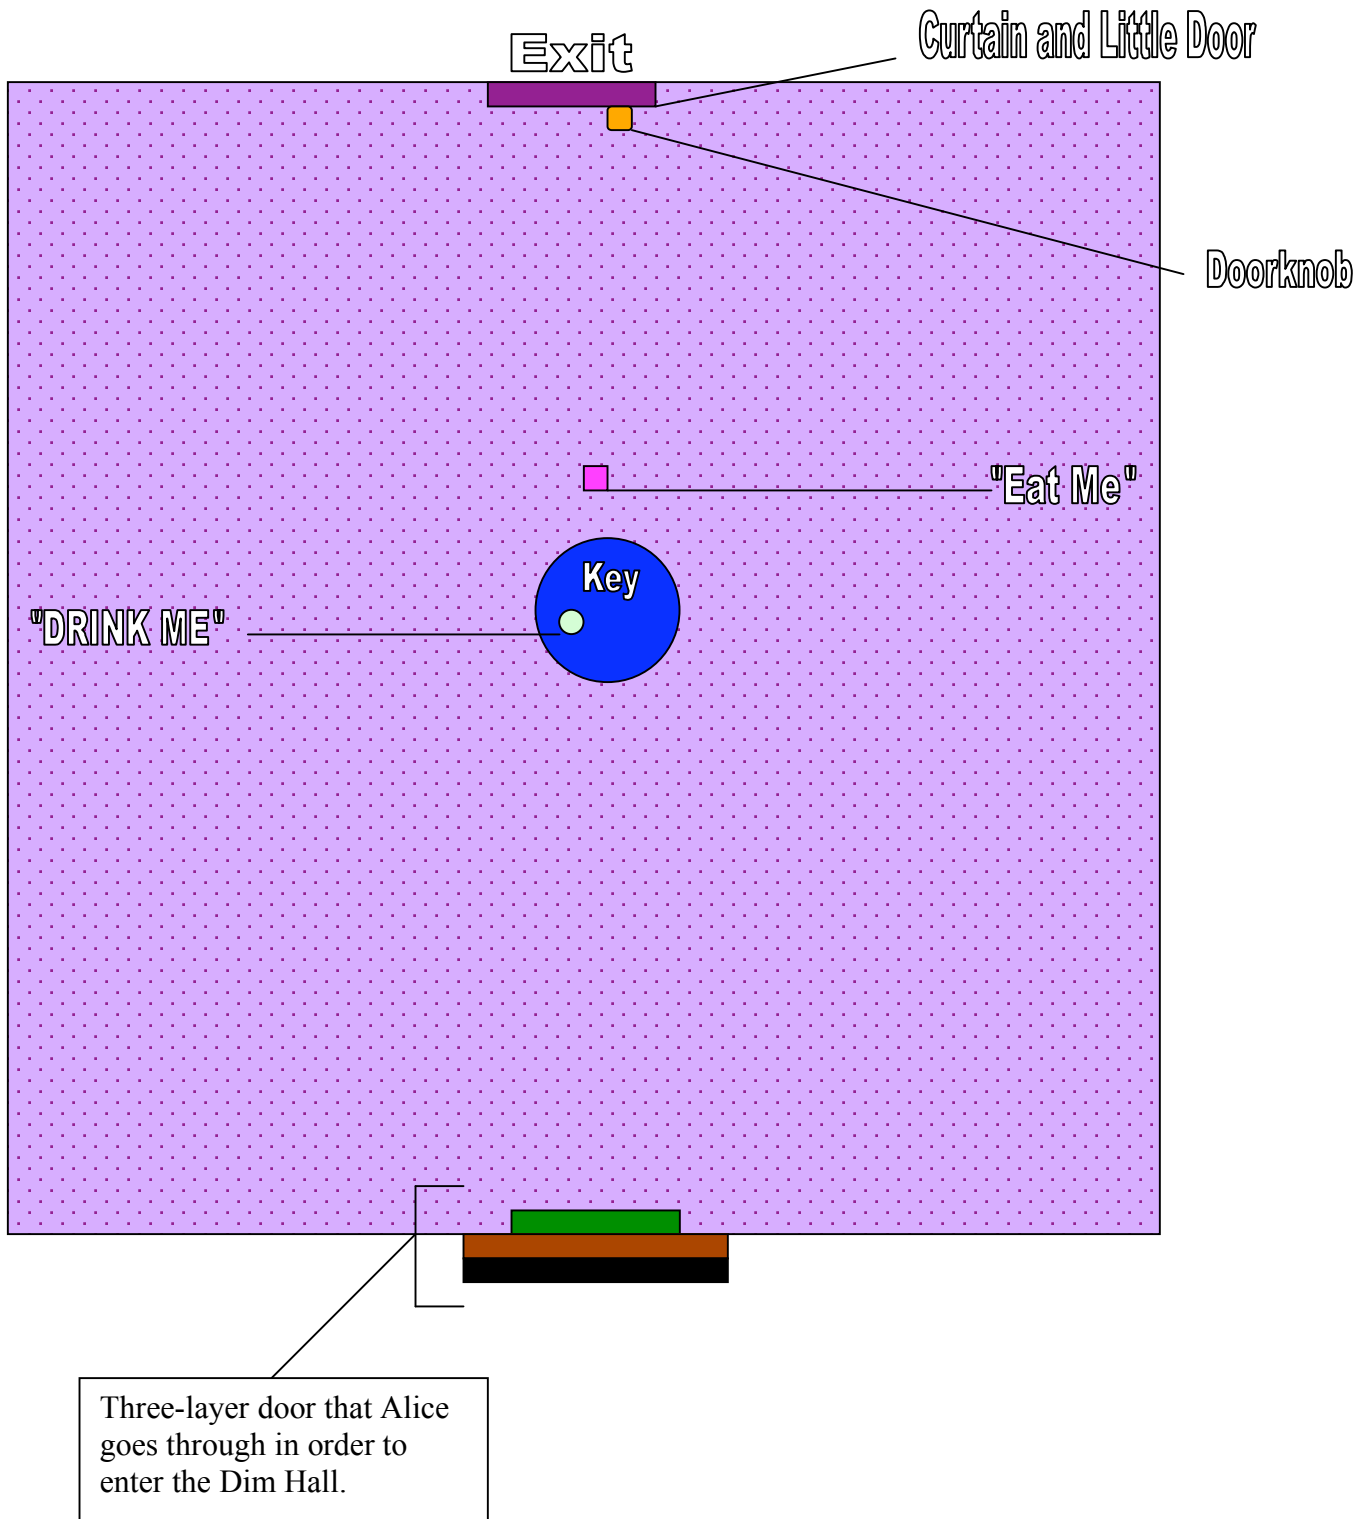 Exit
Curtain and Little Door
Doorknob
"Eat Me"
Key
"DRINK ME"
Three-layer door that Alice
goes through in order to
enter the Dim Hall.